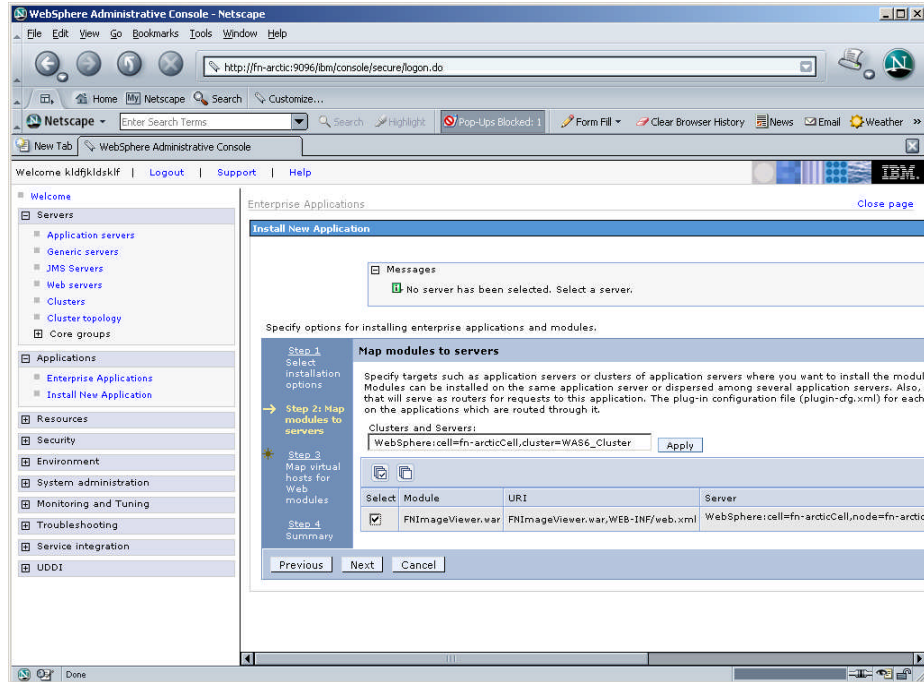 WebSphere Administrative Console - Netscape
File Edit View Go Bookmarks Tools Window Help
http://fn-arctic:9096/ibm/console/secure/logon.do
Home My Netscape Search Customize...
Netscape Enter Search Terms Search Highlight Pop-Ups Blocked: 1 Form Fill Clear Browser History News Email Weather »
New Tab WebSphere Administrative Console
Welcome kldfjkldsklf | Logout | Support | Help IBM.
Welcome
Servers
Application servers
Generic servers
JMS Servers
Web servers
Clusters
Cluster topology
Core groups
Applications
Enterprise Applications
Install New Application
Resources
Security
Environment
System administration
Monitoring and Tuning
Troubleshooting
Service integration
UDDI
Enterprise Applications Close page
Install New Application
Messages
No server has been selected. Select a server.
Specify options for installing enterprise applications and modules.
Step 1
Select
installation
options
Step 2: Map
modules to
servers
Step 3
Map virtual
hosts for
Web
modules
Step 4
Summary
Map modules to servers
Specify targets such as application servers or clusters of application servers where you want to install the modul
Modules can be installed on the same application server or dispersed among several application servers. Also,
that will serve as routers for requests to this application. The plug-in configuration file (plugin-cfg.xml) for each
on the applications which are routed through it.
Clusters and Servers:
WebSphere:cell=fn-arcticCell,cluster=WAS6_Cluster Apply
Select Module URI Server
FNImageViewer.war FNImageViewer.war,WEB-INF/web.xml WebSphere:cell=fn-arcticCell,node=fn-arctic
Previous Next Cancel
Done